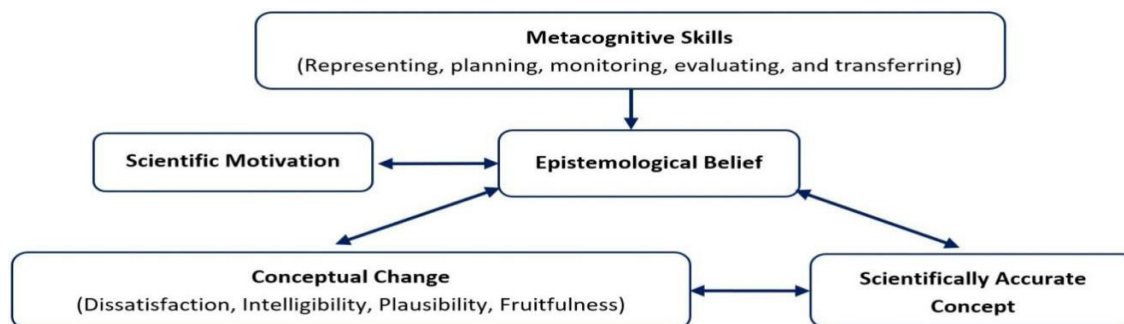 Metacognitive Skills
(Representing, planning, monitoring, evaluating, and transferring)
Scientific Motivation
Epistemological Belief
Conceptual Change
(Dissatisfaction, Intelligibility, Plausibility, Fruitfulness)
Scientifically Accurate
Concept